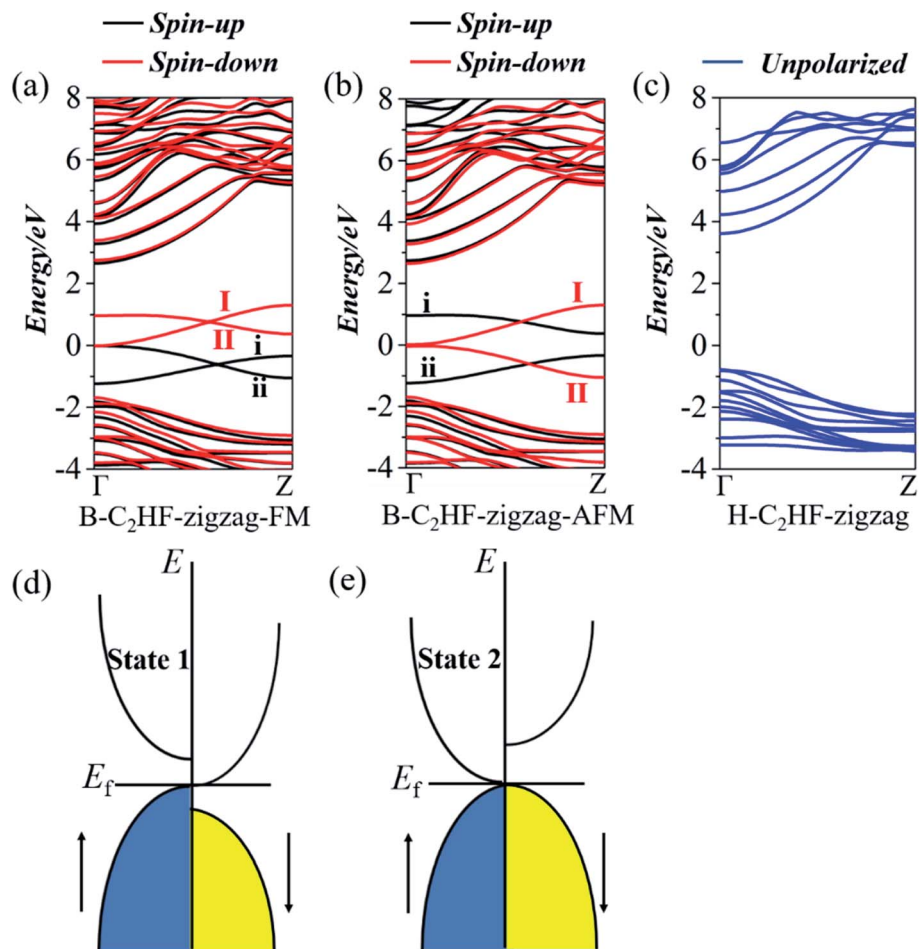 Spin-up
Spin-down
Spin-up
Spin-down
Unpolarized
(a)
(b)
(c)
Energy/eV
8
6
4
2
0
-2
-4
I
II
i
ii
Γ
Z
B-C₂HF-zigzag-FM
Energy/eV
8
6
4
2
0
-2
-4
i
I
ii
II
Γ
Z
B-C₂HF-zigzag-AFM
Energy/eV
8
6
4
2
0
-2
-4
Γ
Z
H-C₂HF-zigzag
(d)
E
State 1
E_f
(e)
E
State 2
E_f